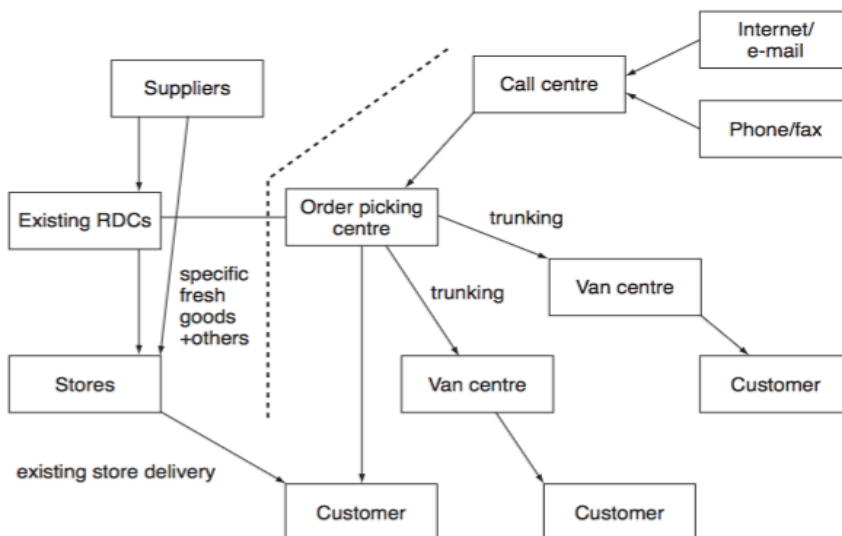 Internet/
e-mail
Suppliers
Call centre
Phone/fax
Existing RDCs
Order picking
centre
trunking
specific
fresh
goods
+others
trunking
Van centre
Stores
Van centre
Customer
existing store delivery
Customer
Customer